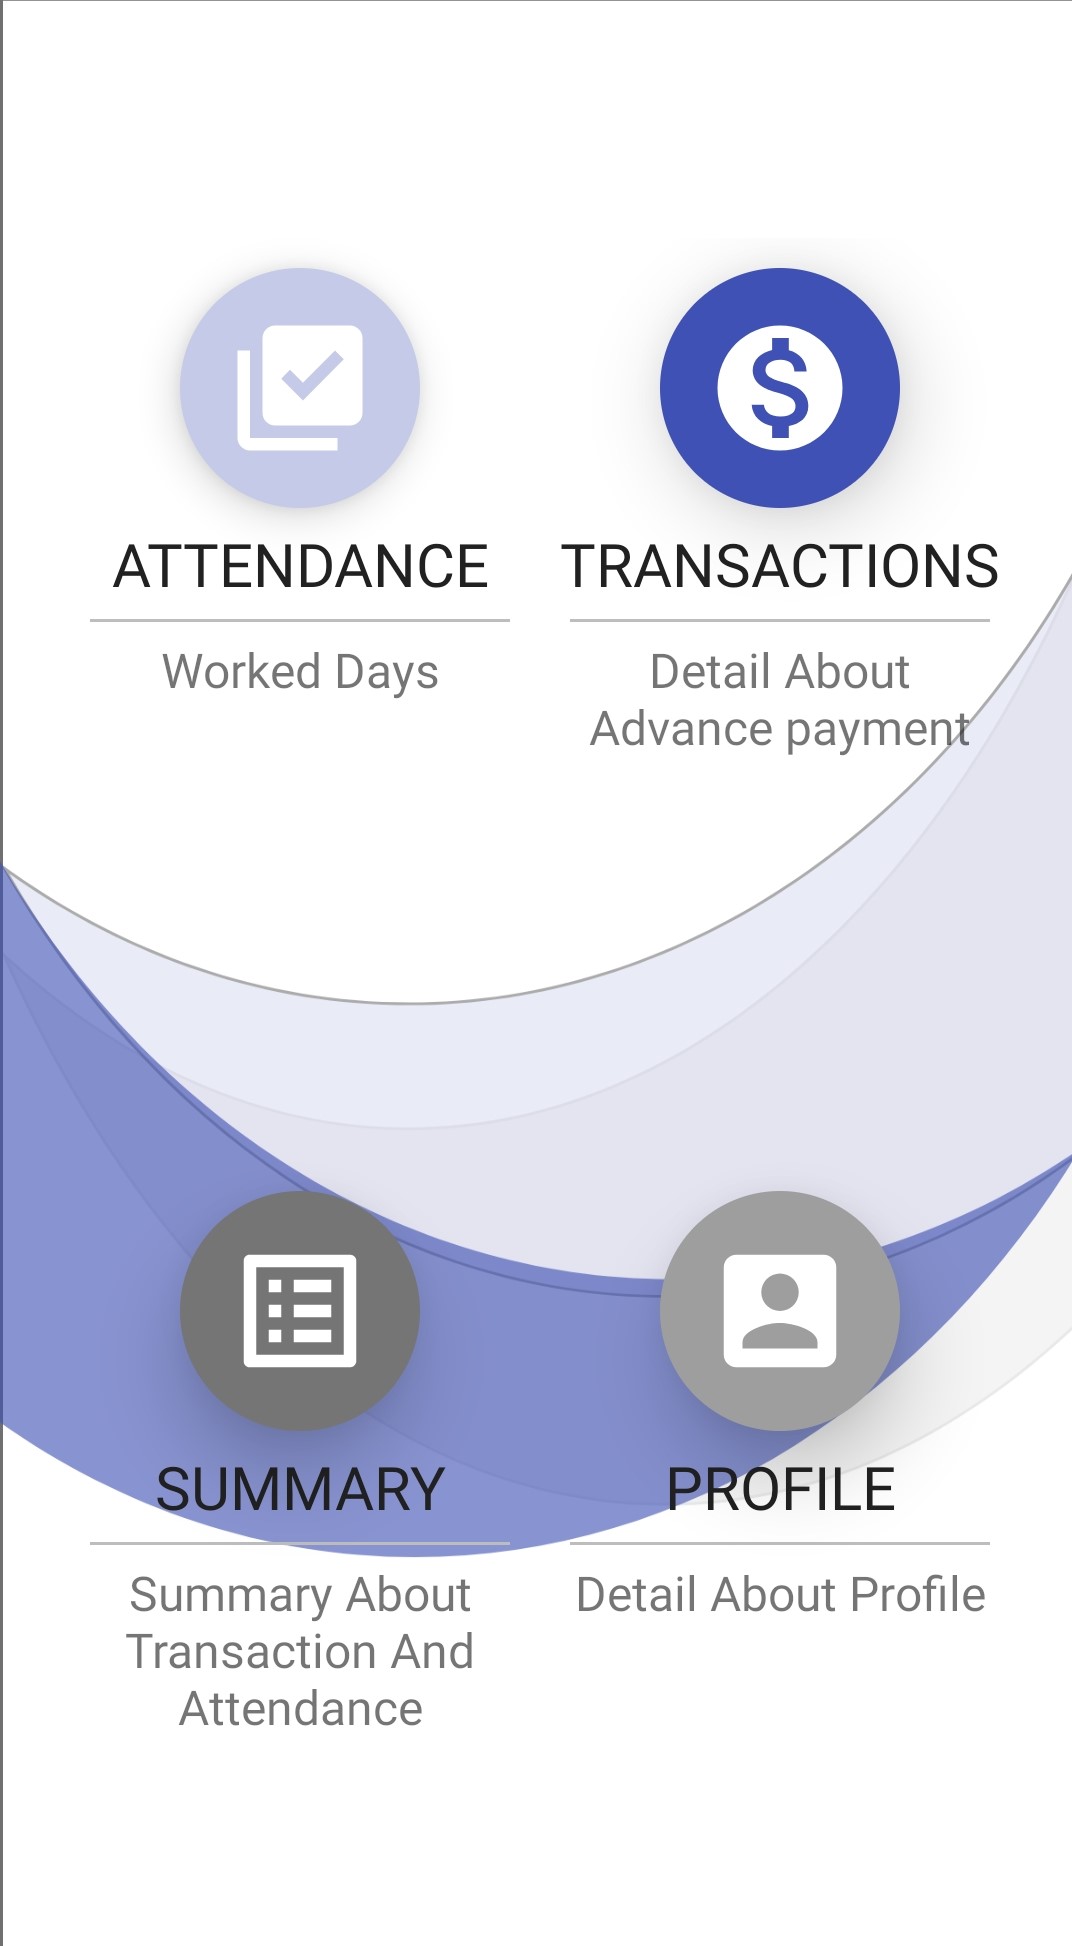 ATTENDANCE
Worked Days
TRANSACTIONS
Detail About
Advance payment
SUMMARY
Summary About
Transaction And
Attendance
PROFILE
Detail About Profile